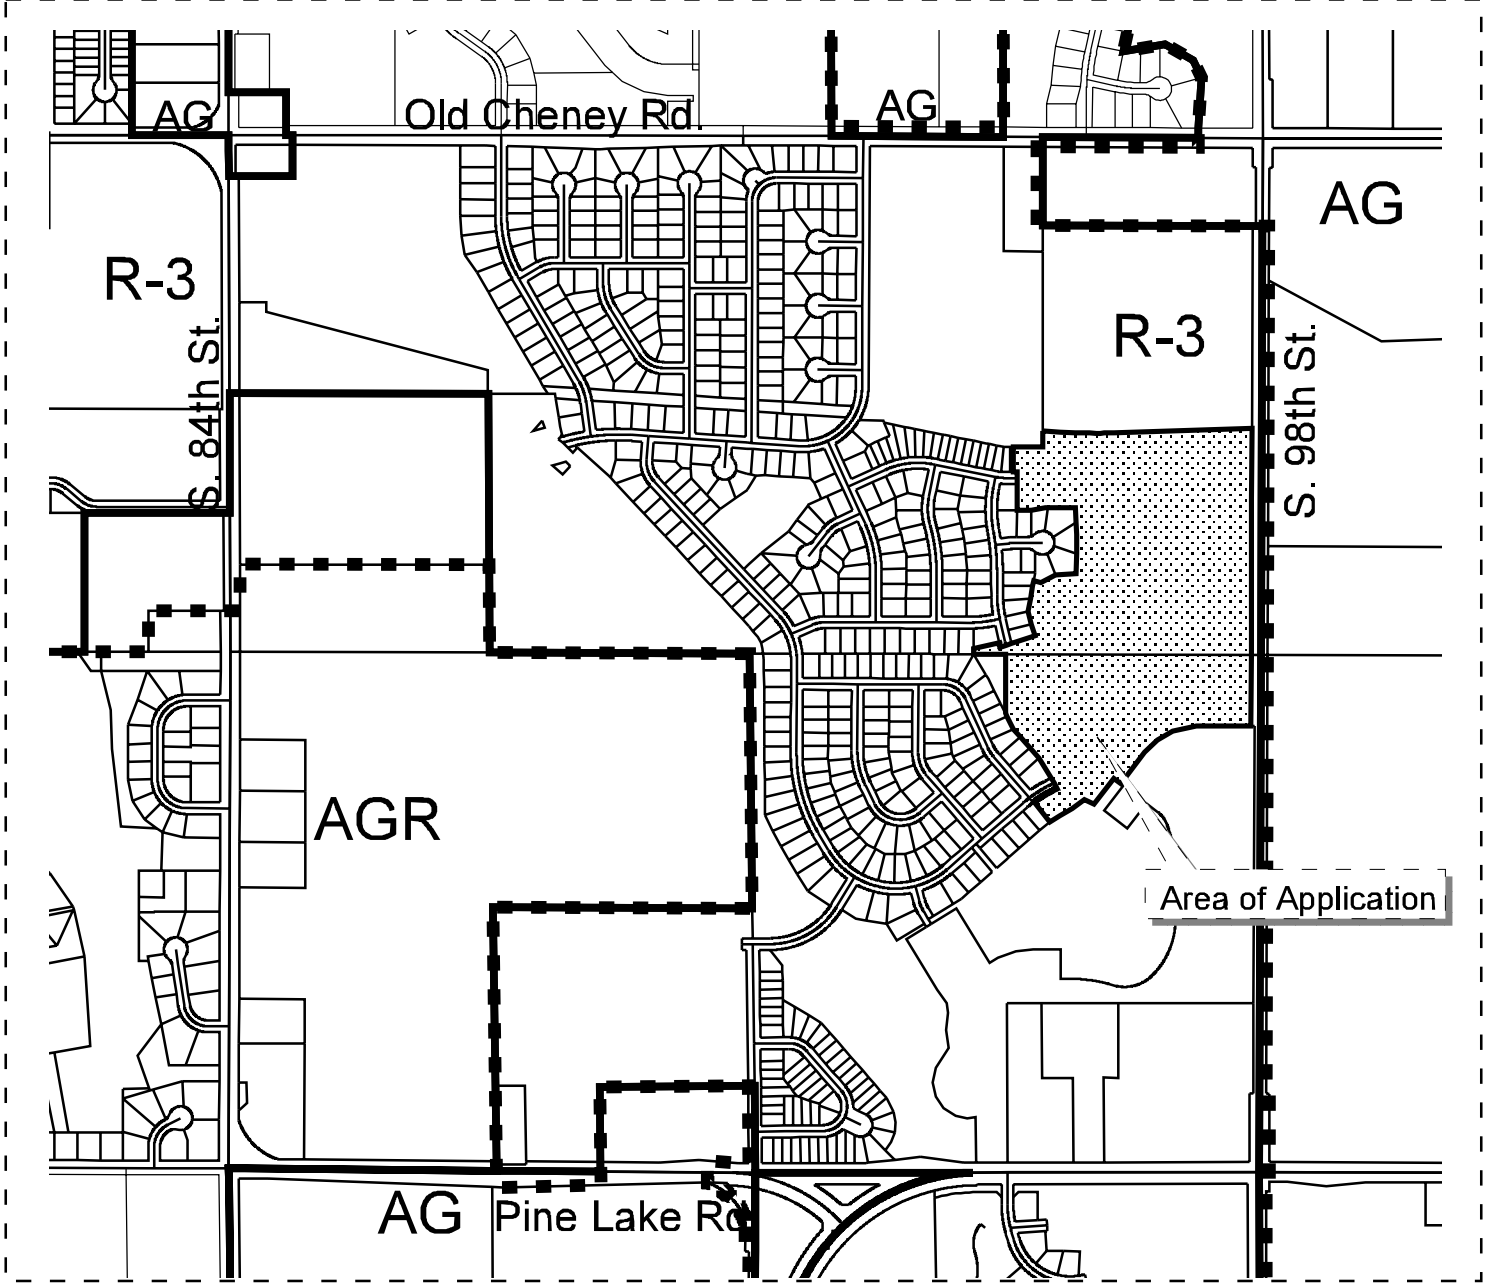 AG
Old Cheney Rd.
AG
AG
R-3
R-3
S. 84th St.
S. 98th St.
AGR
Area of Application
AG
Pine Lake Rd